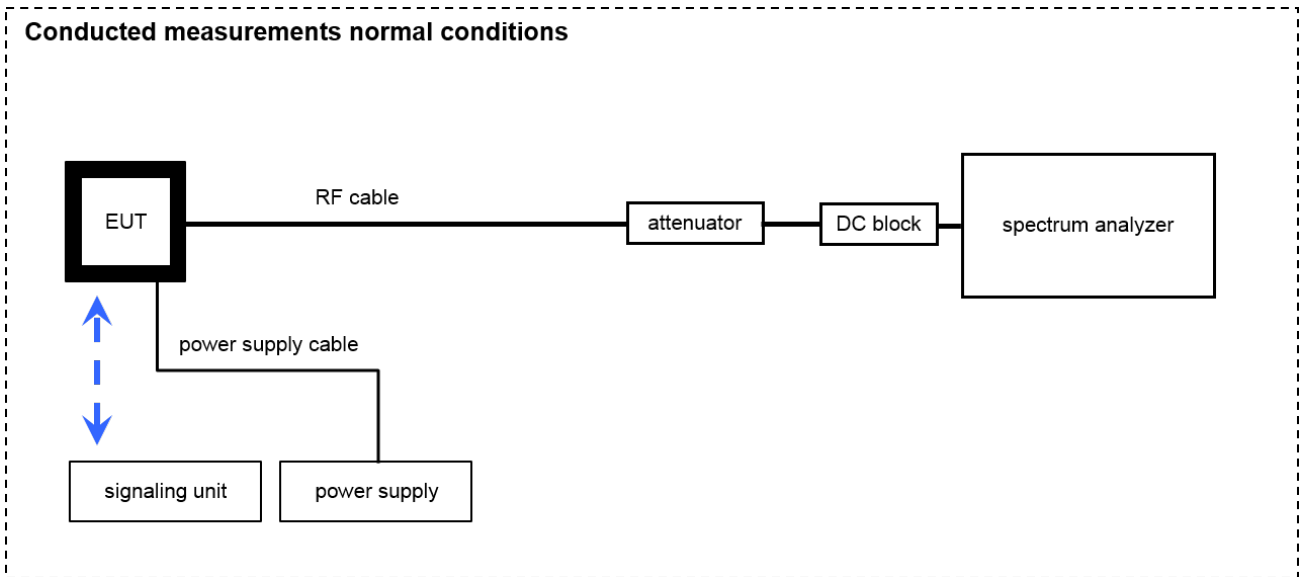 Conducted measurements normal conditions
RF cable
EUT
attenuator
DC block
spectrum analyzer
power supply cable
signaling unit
power supply